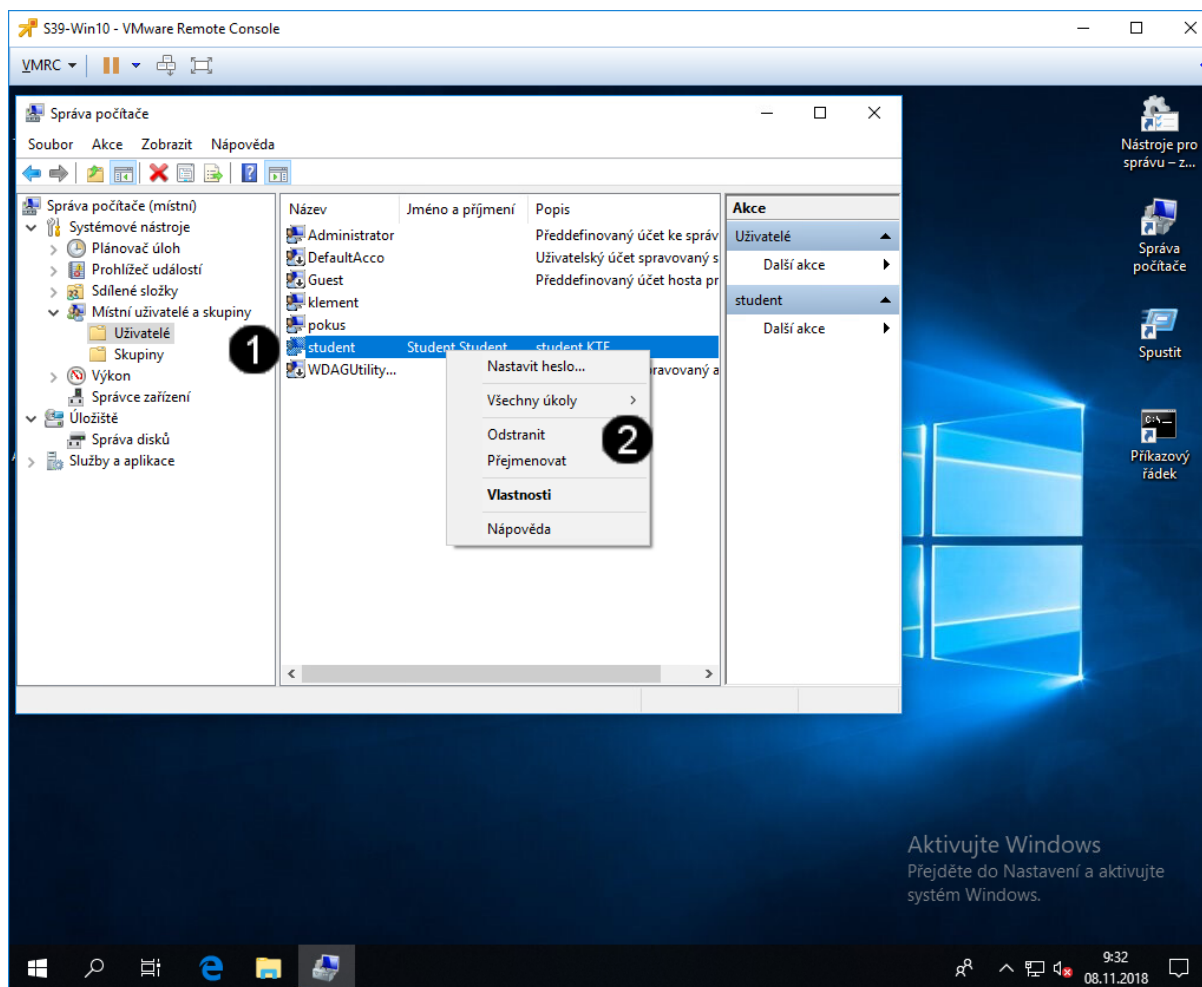 S39-Win10 - VMware Remote Console
VMRC
Správa počítače
Soubor Akce Zobrazit Nápověda
Správa počítače (místní)
Systémové nástroje
Plánovač úloh
Prohlížeč událostí
Sdílené složky
Místní uživatelé a skupiny
Uživatelé
Skupiny
Výkon
Správce zařízení
Úložiště
Správa disků
Služby a aplikace
Název Jméno a příjmení Popis
Administrator Předdefinovaný účet ke správ
DefaultAcco Uživatelský účet spravovaný s
Guest Předdefinovaný účet hosta pr
klement
pokus
1 student Student Student student KTE
WDAGUtility... ravovaný a
Nastavit heslo...
Všechny úkoly
Odstranit
2
Přejmenovat
Vlastnosti
Nápověda
Akce
Uživatelé
Další akce
student
Další akce
Nástroje pro
správu – z...
Správa
počítače
Spustit
C:\
Příkazový
řádek
Aktivujte Windows
Přejděte do Nastavení a aktivujte
systém Windows.
9:32
08.11.2018